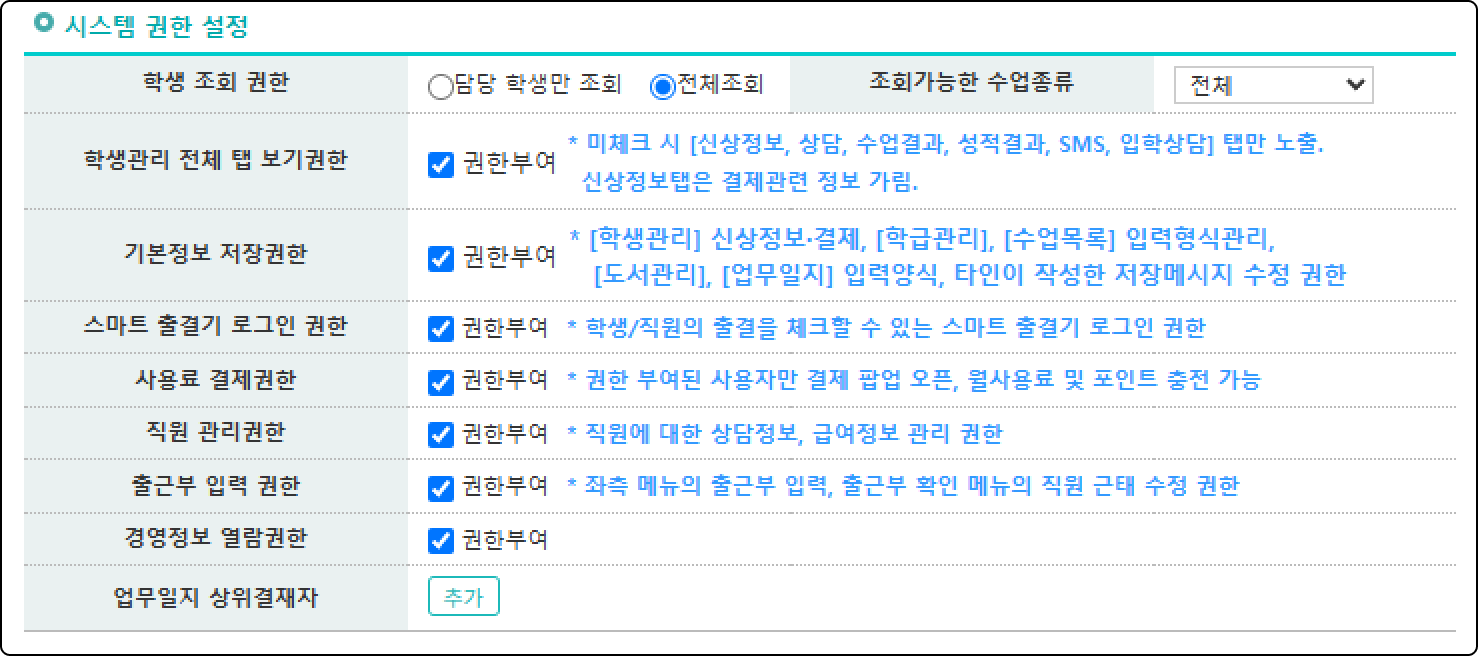 시스템 권한 설정
학생 조회 권한 담당 학생만 조회 전체조회 조회가능한 수업종류 전체
학생관리 전체 탭 보기권한 권한부여 * 미체크 시 [신상정보, 상담, 수업결과, 성적결과, SMS, 입학상담] 탭만 노출.
신상정보탭은 결제관련 정보 가림.
기본정보 저장권한 권한부여 * [학생관리] 신상정보·결제, [학급관리], [수업목록] 입력형식관리,
[도서관리], [업무일지] 입력양식, 타인이 작성한 저장메시지 수정 권한
스마트 출결기 로그인 권한 권한부여 * 학생/직원의 출결을 체크할 수 있는 스마트 출결기 로그인 권한
사용료 결제권한 권한부여 * 권한 부여된 사용자만 결제 팝업 오픈, 월사용료 및 포인트 충전 가능
직원 관리권한 권한부여 * 직원에 대한 상담정보, 급여정보 관리 권한
출근부 입력 권한 권한부여 * 좌측 메뉴의 출근부 입력, 출근부 확인 메뉴의 직원 근태 수정 권한
경영정보 열람권한 권한부여
업무일지 상위결재자 추가